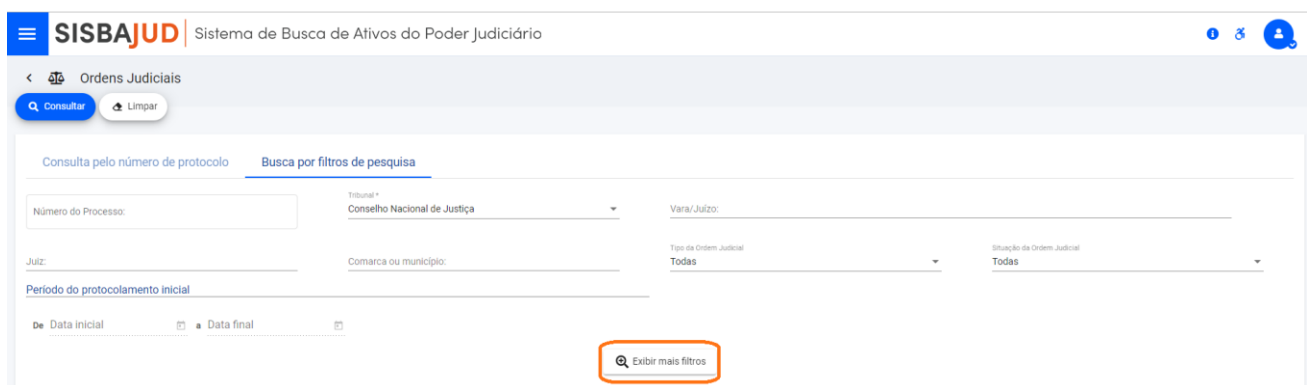 SISBAJUD Sistema de Busca de Ativos do Poder Judiciário
Ordens Judiciais
Consultar Limpar
Consulta pelo número de protocolo Busca por filtros de pesquisa
Número do Processo:
Tribunal *
Conselho Nacional de Justiça
Vara/Juízo:
Juiz:
Comarca ou município:
Tipo da Ordem Judicial
Todas
Situação da Ordem Judicial
Todas
Período do protocolamento inicial
De Data inicial a Data final
Exibir mais filtros